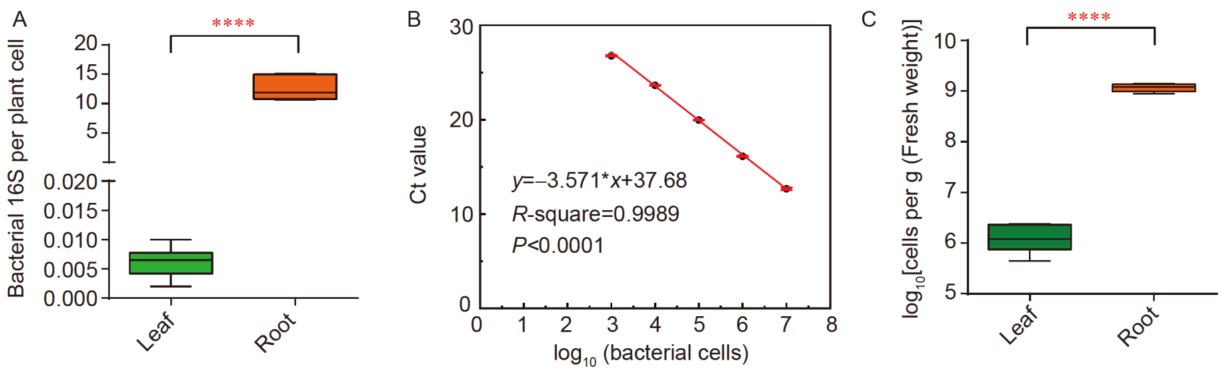 A
Bacterial 16S per plant cell
****
20
15
10
5
0.020
0.015
0.010
0.005
0.000
Leaf
Root
B
Ct value
30
20
10
0
y=−3.571*x+37.68
R-square=0.9989
P<0.0001
0 1 2 3 4 5 6 7 8
log₁₀ (bacterial cells)
C
log₁₀[cells per g (Fresh weight)]
****
10
9
8
7
6
5
Leaf
Root